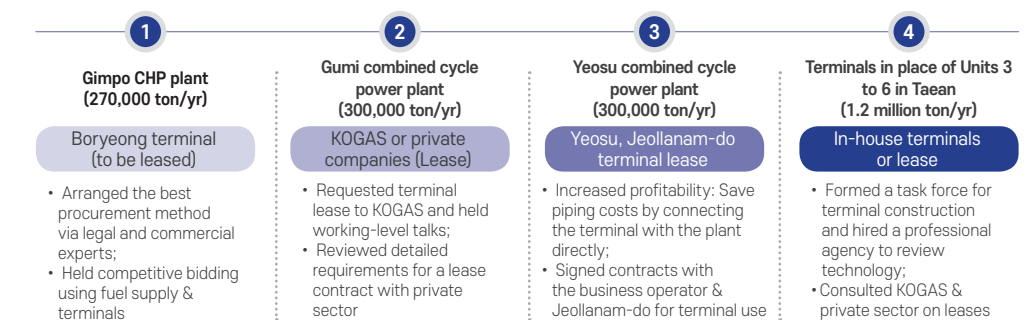 1
Gimpo CHP plant
(270,000 ton/yr)
Boryeong terminal
(to be leased)
• Arranged the best
procurement method
via legal and commercial
experts;
• Held competitive bidding
using fuel supply &
terminals
2
Gumi combined cycle
power plant
(300,000 ton/yr)
KOGAS or private
companies (Lease)
• Requested terminal
lease to KOGAS and held
working-level talks;
• Reviewed detailed
requirements for a lease
contract with private
sector
3
Yeosu combined cycle
power plant
(300,000 ton/yr)
Yeosu, Jeollanam-do
terminal lease
• Increased profitability: Save
piping costs by connecting
the terminal with the plant
directly;
• Signed contracts with
the business operator &
Jeollanam-do for terminal use
4
Terminals in place of Units 3
to 6 in Taean
(1.2 million ton/yr)
In-house terminals
or lease
• Formed a task force for
terminal construction
and hired a professional
agency to review
technology;
• Consulted KOGAS &
private sector on leases